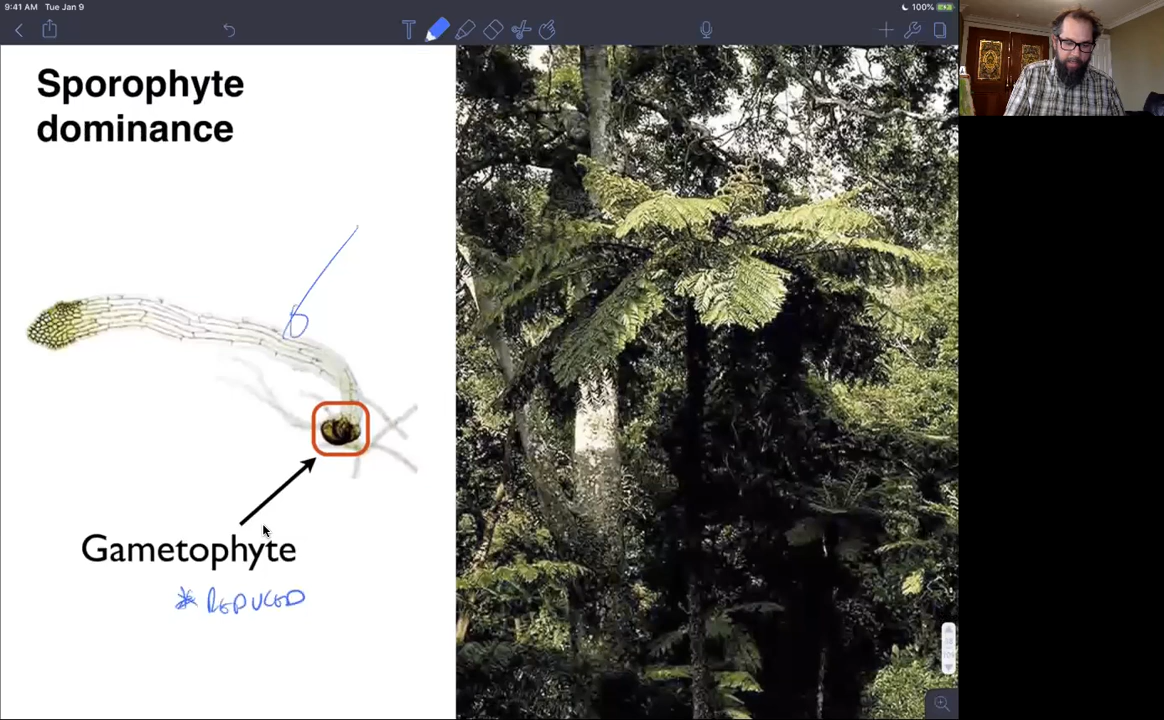 9:41 AM Tue Jan 9
100%
T
Sporophyte
dominance
Gametophyte
* REDUCED